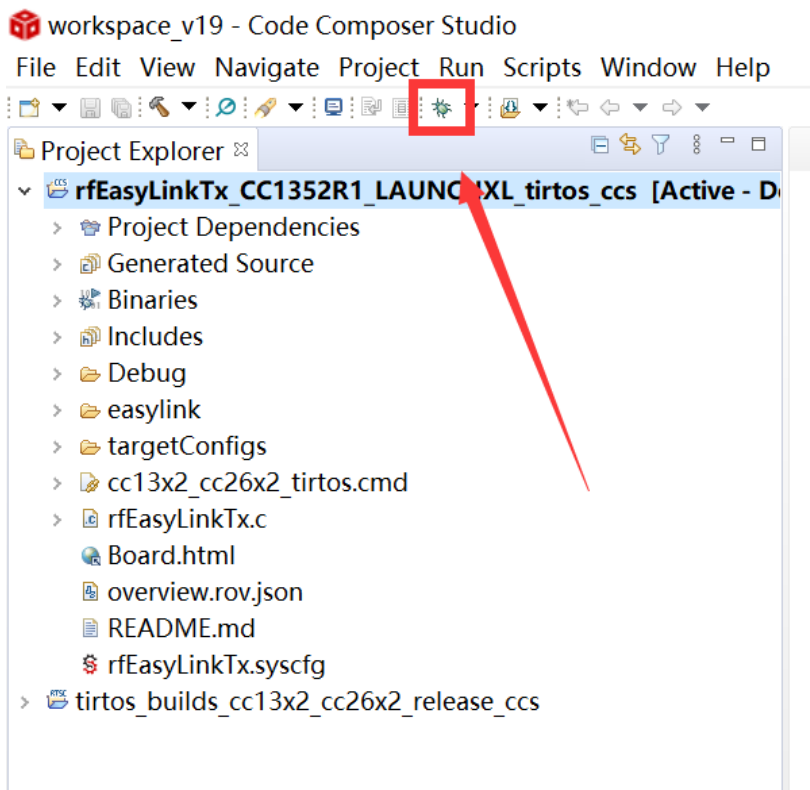 workspace_v19 - Code Composer Studio
File Edit View Navigate Project Run Scripts Window Help
Project Explorer
rfEasyLinkTx_CC1352R1_LAUNCHXL_tirtos_ccs [Active - D
Project Dependencies
Generated Source
Binaries
Includes
Debug
easylink
targetConfigs
cc13x2_cc26x2_tirtos.cmd
rfEasyLinkTx.c
Board.html
overview.rov.json
README.md
rfEasyLinkTx.syscfg
tirtos_builds_cc13x2_cc26x2_release_ccs